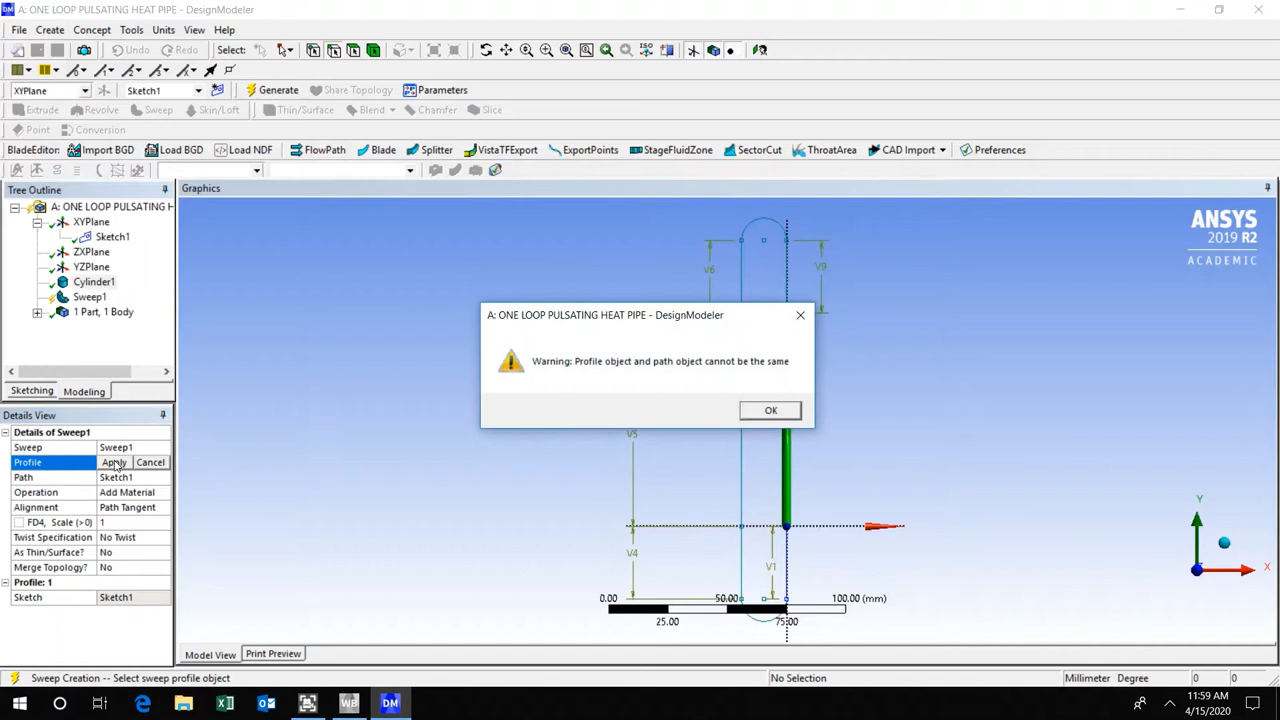 A: ONE LOOP PULSATING HEAT PIPE - DesignModeler
File Create Concept Tools Units View Help
Undo Redo Select:
XYPlane Sketch1 Generate Share Topology Parameters
Extrude Revolve Sweep Skin/Loft Thin/Surface Blend Chamfer Slice
Point Conversion
BladeEditor: Import BGD Load BGD Load NDF FlowPath Blade Splitter VistaTFExport ExportPoints StageFluidZone SectorCut ThroatArea CAD Import Preferences
Tree Outline
A: ONE LOOP PULSATING H
XYPlane
Sketch1
ZXPlane
YZPlane
Cylinder1
Sweep1
1 Part, 1 Body
Sketching Modeling
Details View
Details of Sweep1
Sweep Sweep1
Profile Apply Cancel
Path Sketch1
Operation Add Material
Alignment Path Tangent
FD4, Scale (>0) 1
Twist Specification No Twist
As Thin/Surface? No
Merge Topology? No
Profile: 1
Sketch Sketch1
Graphics
ANSYS
2019 R2
ACADEMIC
V6
V9
A: ONE LOOP PULSATING HEAT PIPE - DesignModeler
Warning: Profile object and path object cannot be the same
OK
V5
V4
V1
0.00 50.00 100.00 (mm)
25.00 75.00
Y
X
Model View Print Preview
Sweep Creation -- Select sweep profile object No Selection Millimeter Degree 0 0
WB DM
11:59 AM
4/15/2020